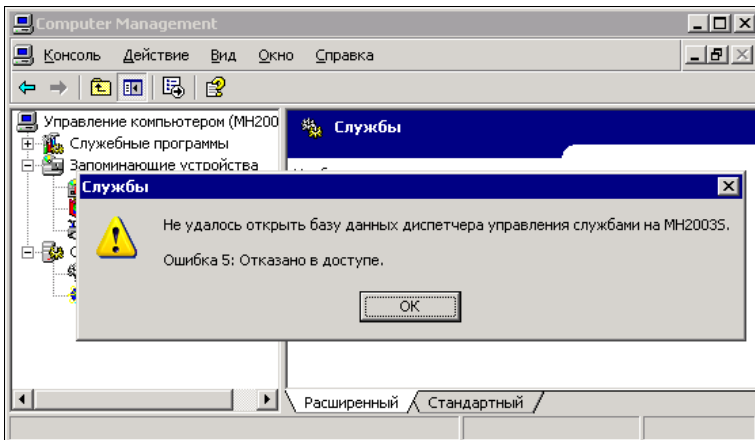 Computer Management
Консоль Действие Вид Окно Справка
Управление компьютером (MH200
Службы
Служебные программы
Запоминающие устройства
Службы
Не удалось открыть базу данных диспетчера управления службами на MH2003S.
Ошибка 5: Отказано в доступе.
OK
Расширенный Стандартный